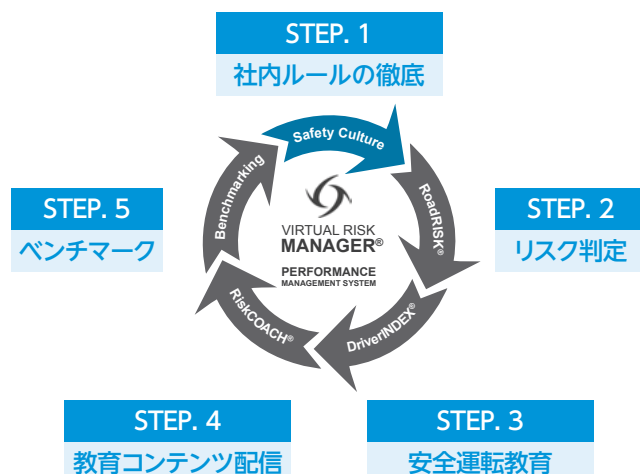 STEP. 1
社内ルールの徹底
Safety Culture
RoadRISK®
DriverINDEX®
RiskCOACH®
Benchmarking
VIRTUAL RISK
MANAGER®
PERFORMANCE
MANAGEMENT SYSTEM
STEP. 2
リスク判定
STEP. 3
安全運転教育
STEP. 4
教育コンテンツ配信
STEP. 5
ベンチマーク